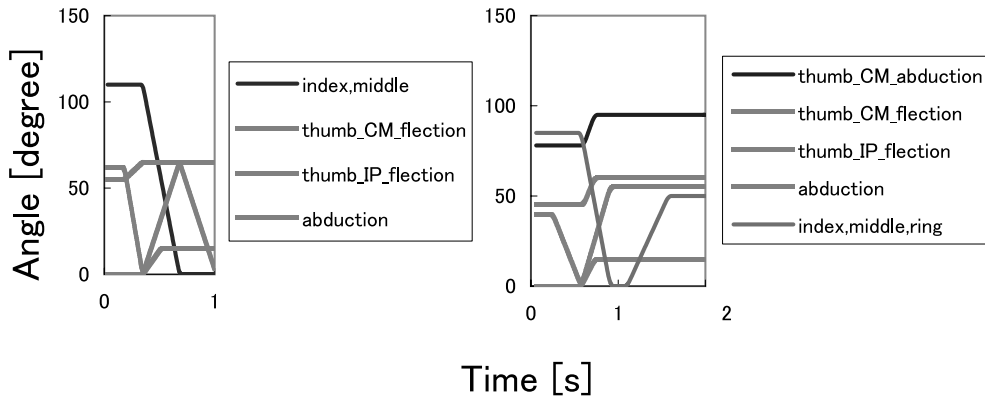 Angle [degree]
150
100
50
0
0
1
index,middle
thumb_CM_flection
thumb_IP_flection
abduction
150
100
50
0
0
1
2
thumb_CM_abduction
thumb_CM_flection
thumb_IP_flection
abduction
index,middle,ring
Time [s]